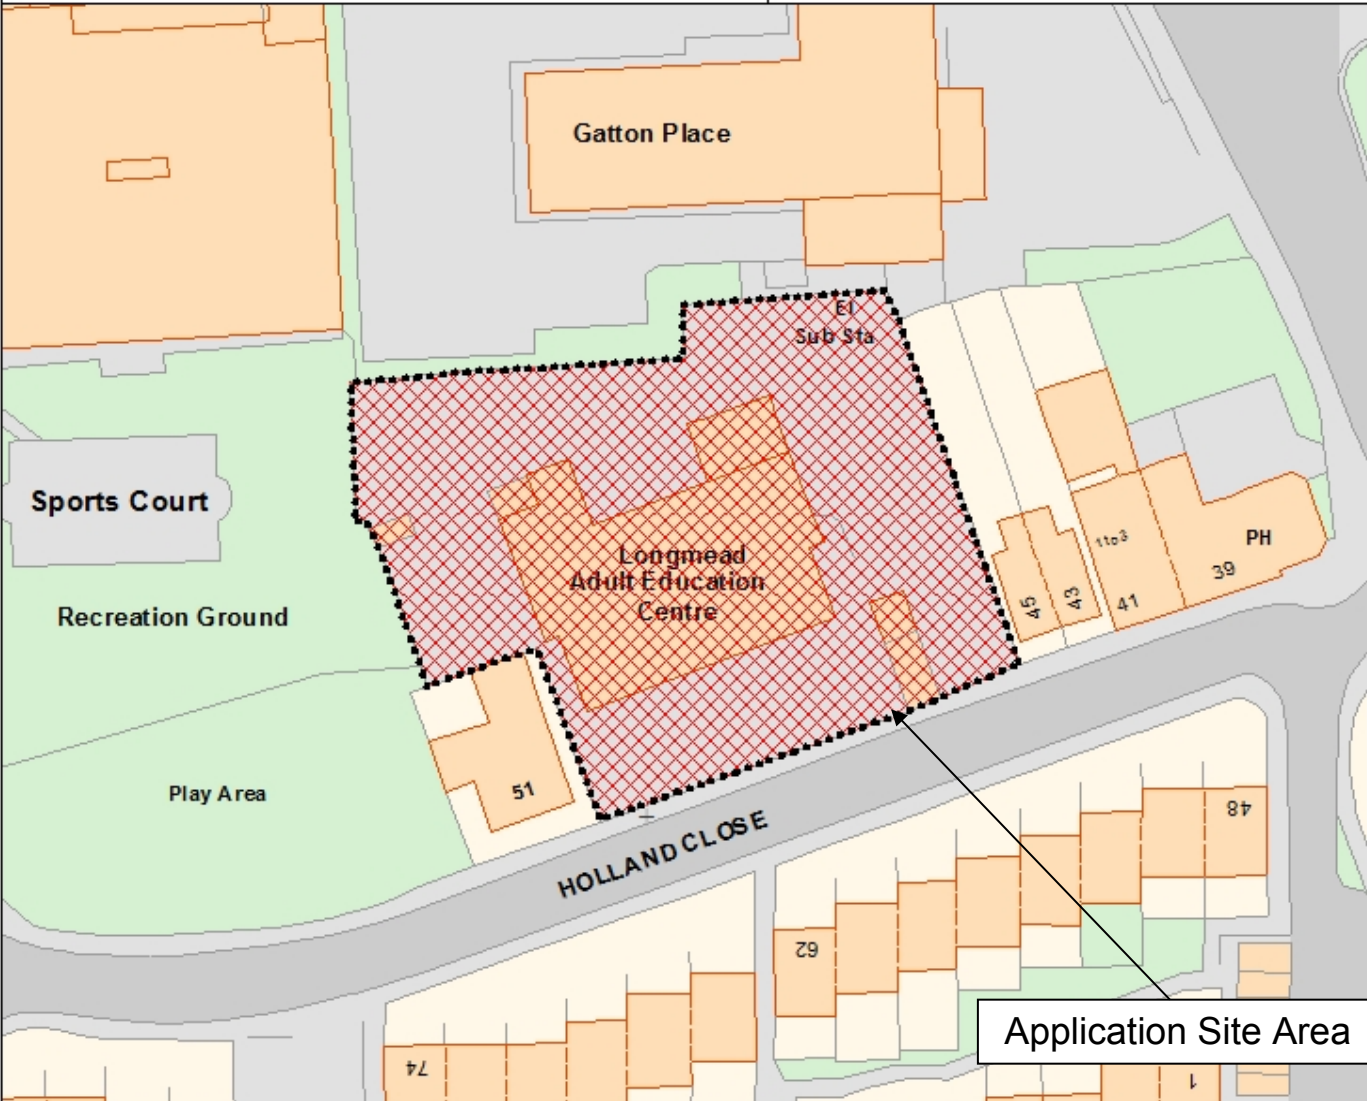 Gatton Place
El
Sub Sta
Sports Court
Longmead
Adult Education
Centre
Recreation Ground
1to3
PH
39
41
43
45
Play Area
51
HOLLAND CLOSE
48
62
74
1
Application Site Area